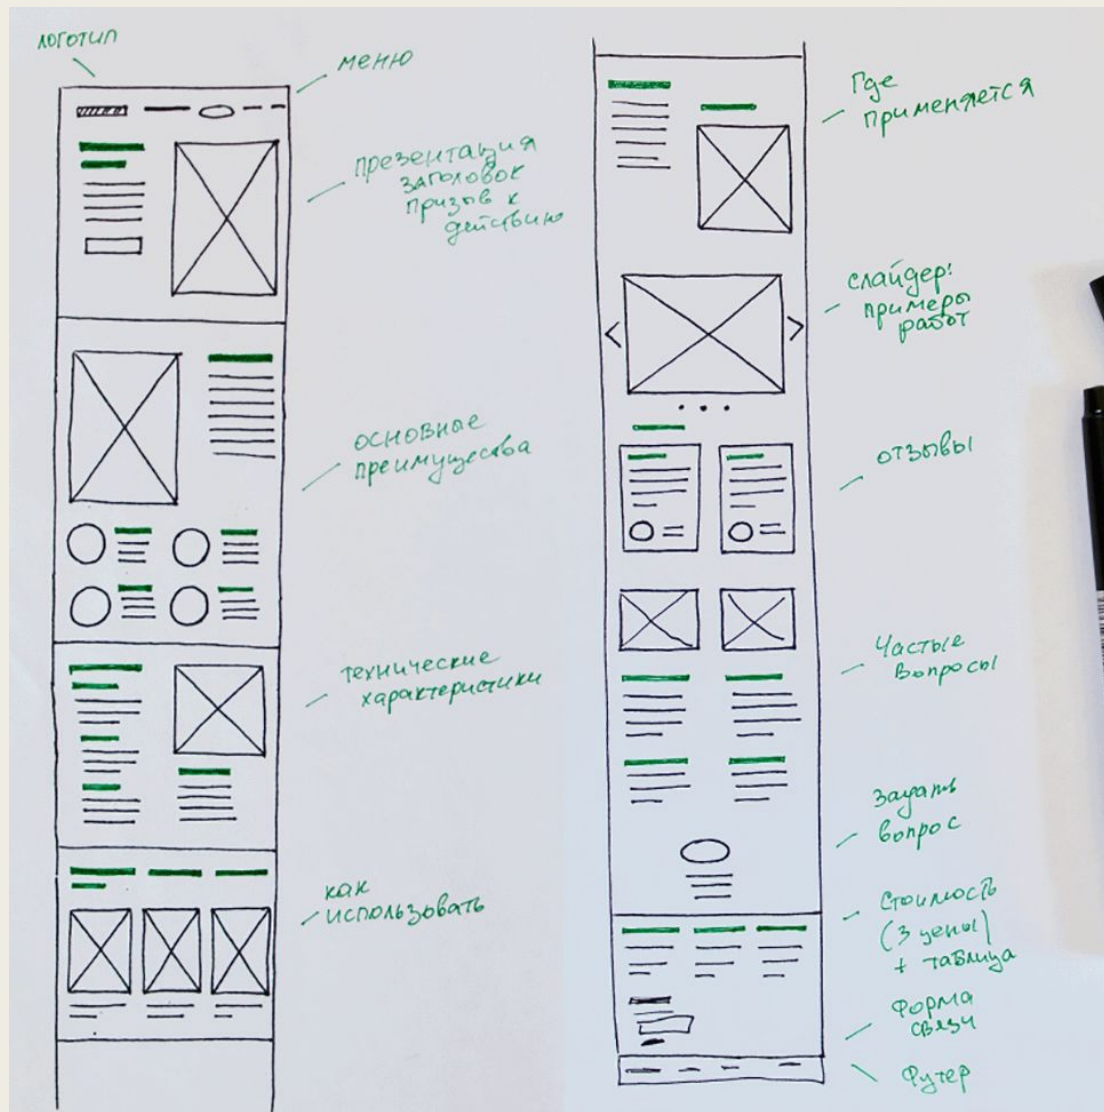 логотип
меню
презентация
заголовок
призыв к
действию
основные
преимущества
технические
характеристики
как
использовать
Где
применяется
слайдер:
примеры
работ
отзывы
Частые
вопросы
Задать
вопрос
Стоимость
(3 цены)
+ таблица
Форма
связи
Футер